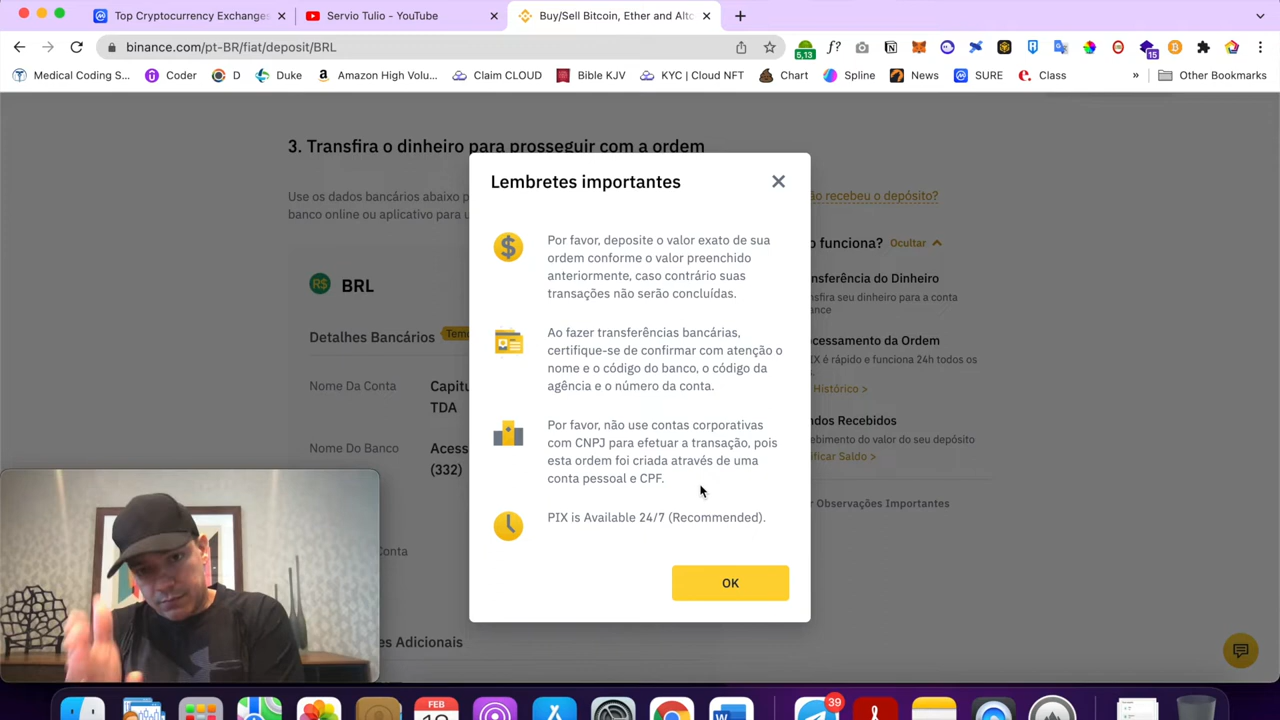 Top Cryptocurrency Exchanges
Servio Tulio - YouTube
Buy/Sell Bitcoin, Ether and Altc
binance.com/pt-BR/fiat/deposit/BRL
5,13
f?
15
Medical Coding S...
Coder
D
Duke
Amazon High Volu...
Claim CLOUD
Bible KJV
KYC | Cloud NFT
Chart
Spline
News
SURE
Class
»
Other Bookmarks
3. Transfira o dinheiro para prosseguir com a ordem
Use os dados bancários abaixo p
banco online ou aplicativo para u
R$
BRL
Detalhes Bancários
Nome Da Conta
Capitu
TDA
Nome Do Banco
Acess
(332)
Conta
es Adicionais
Lembretes importantes
$
Por favor, deposite o valor exato de sua
ordem conforme o valor preenchido
anteriormente, caso contrário suas
transações não serão concluídas.
Ao fazer transferências bancárias,
certifique-se de confirmar com atenção o
nome e o código do banco, o código da
agência e o número da conta.
Por favor, não use contas corporativas
com CNPJ para efetuar a transação, pois
esta ordem foi criada através de uma
conta pessoal e CPF.
PIX is Available 24/7 (Recommended).
OK
ão recebeu o depósito?
o funciona?
Ocultar
nsferência do Dinheiro
nsfira seu dinheiro para a conta
ance
cessamento da Ordem
IX é rápido e funciona 24h todos os
s.
Histórico >
ndos Recebidos
ebimento do valor do seu depósito
ificar Saldo >
r Observações Importantes
FEB
39